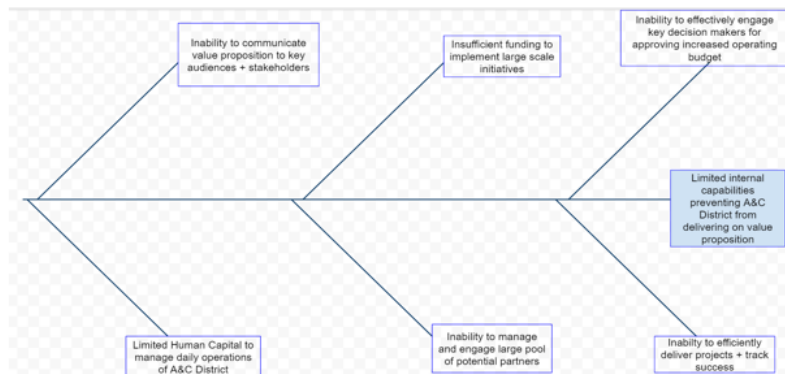 Inability to communicate
value proposition to key
audiences + stakeholders
Insufficient funding to
implement large scale
initiatives
Inability to effectively engage
key decision makers for
approving increased operating
budget
Limited internal
capabilities
preventing A&C
District from
delivering on value
proposition
Limited Human Capital to
manage daily operations
of A&C District
Inability to manage
and engage large pool
of potential partners
Inabilty to efficiently
deliver projects + track
success